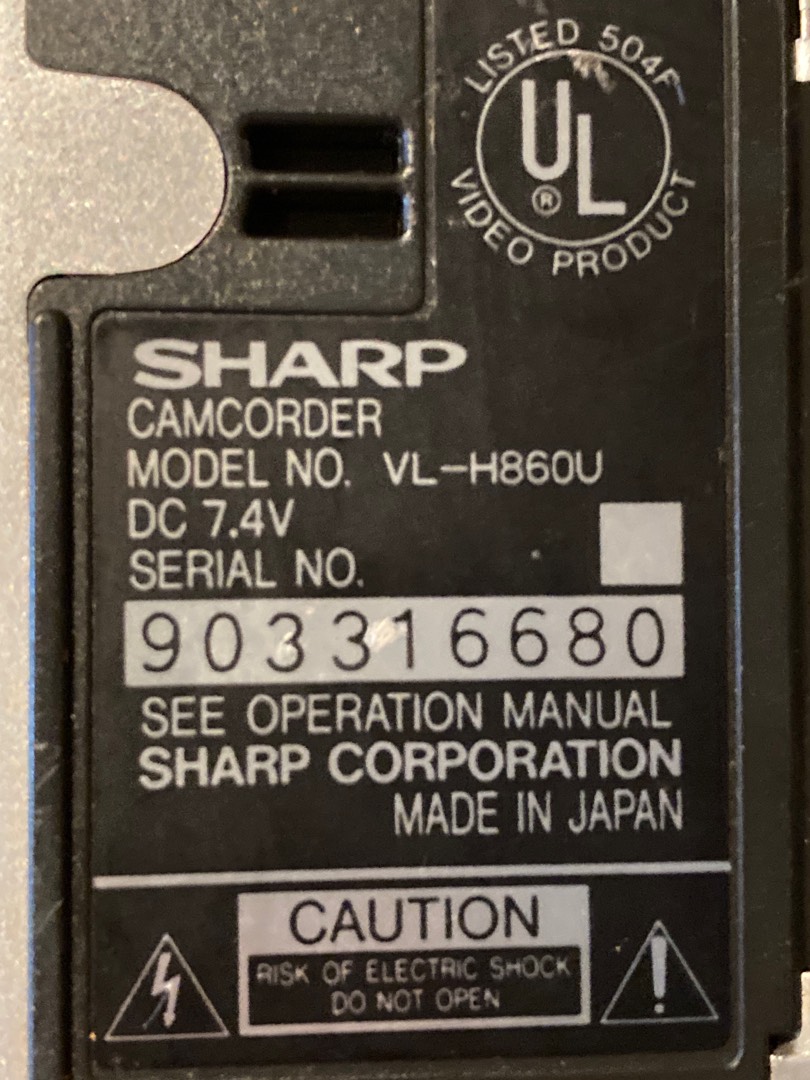 LISTED 504F
UL
®
VIDEO PRODUCT
SHARP
CAMCORDER
MODEL NO. VL-H860U
DC 7.4V
SERIAL NO.
903316680
SEE OPERATION MANUAL
SHARP CORPORATION
MADE IN JAPAN
CAUTION
RISK OF ELECTRIC SHOCK
DO NOT OPEN